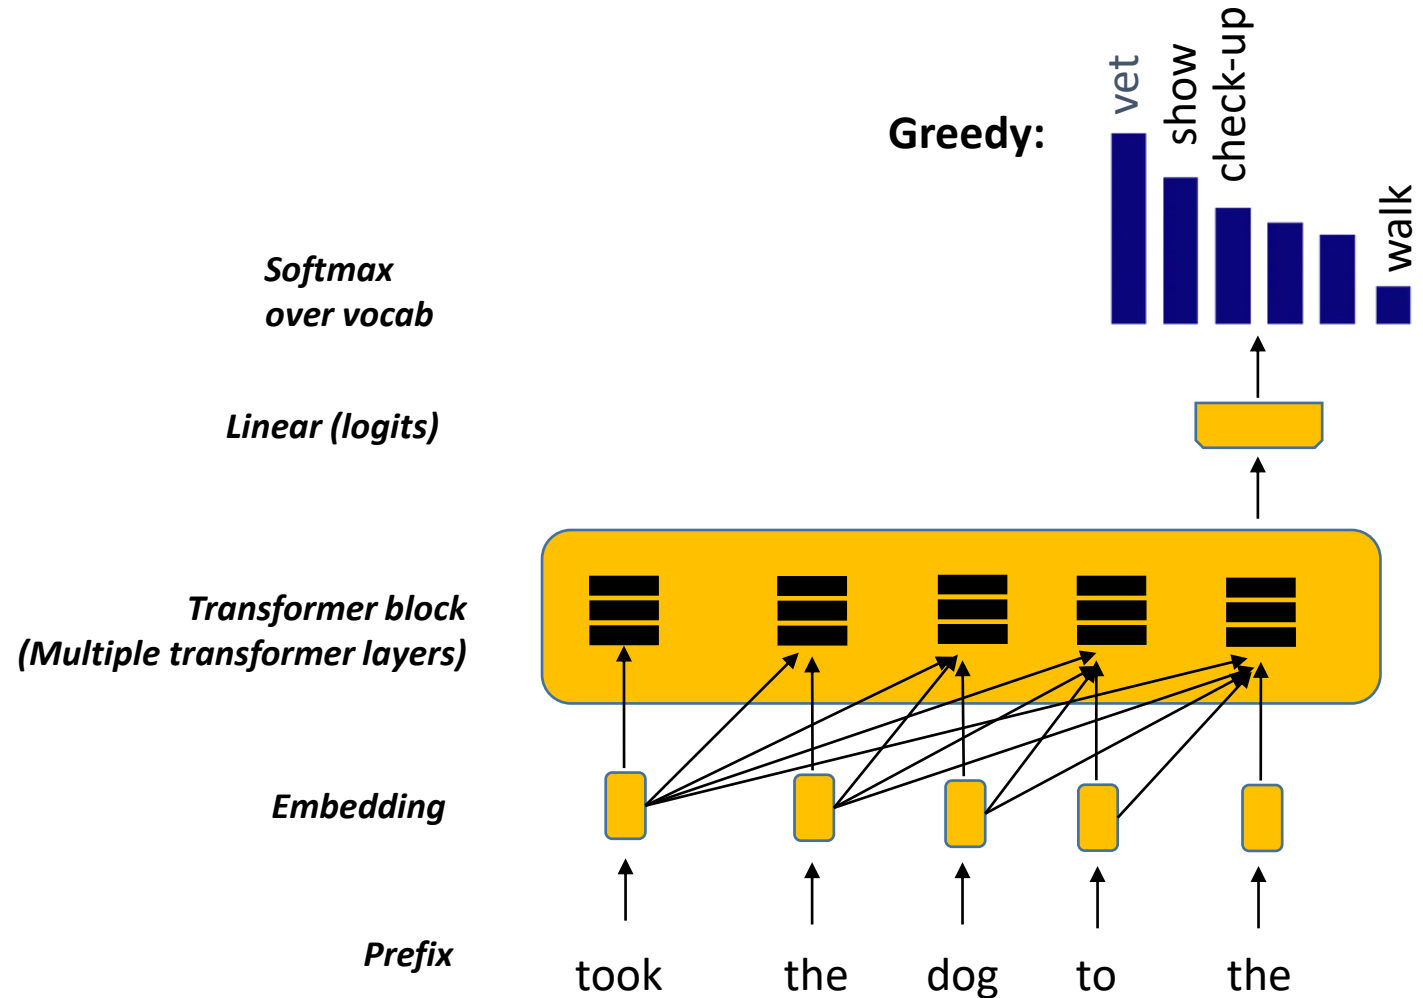 vet
show
check-up
walk
Greedy:
Softmax
over vocab
Linear (logits)
Transformer block
(Multiple transformer layers)
Embedding
Prefix
took the dog to the